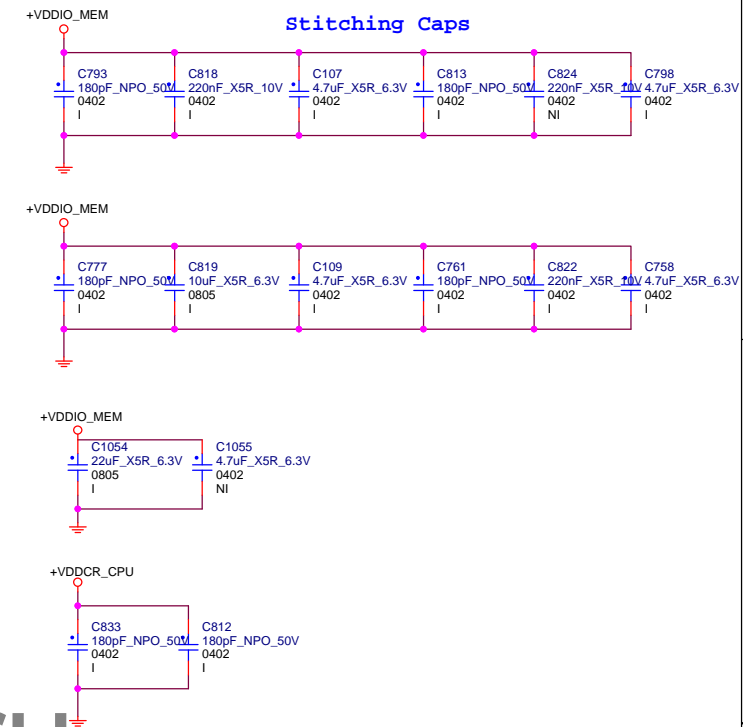 Stitching Caps
+VDDIO_MEM
C793
180pF_NPO_50V
0402
I
C818
220nF_X5R_10V
0402
I
C107
4.7uF_X5R_6.3V
0402
I
C813
180pF_NPO_50V
0402
I
C824
220nF_X5R_10V
0402
NI
C798
4.7uF_X5R_6.3V
0402
I
+VDDIO_MEM
C777
180pF_NPO_50V
0402
I
C819
10uF_X5R_6.3V
0805
I
C109
4.7uF_X5R_6.3V
0402
I
C761
180pF_NPO_50V
0402
I
C822
220nF_X5R_10V
0402
I
C758
4.7uF_X5R_6.3V
0402
I
+VDDIO_MEM
C1054
22uF_X5R_6.3V
0805
I
C1055
4.7uF_X5R_6.3V
0402
NI
+VDDCR_CPU
C833
180pF_NPO_50V
0402
I
C812
180pF_NPO_50V
0402
I